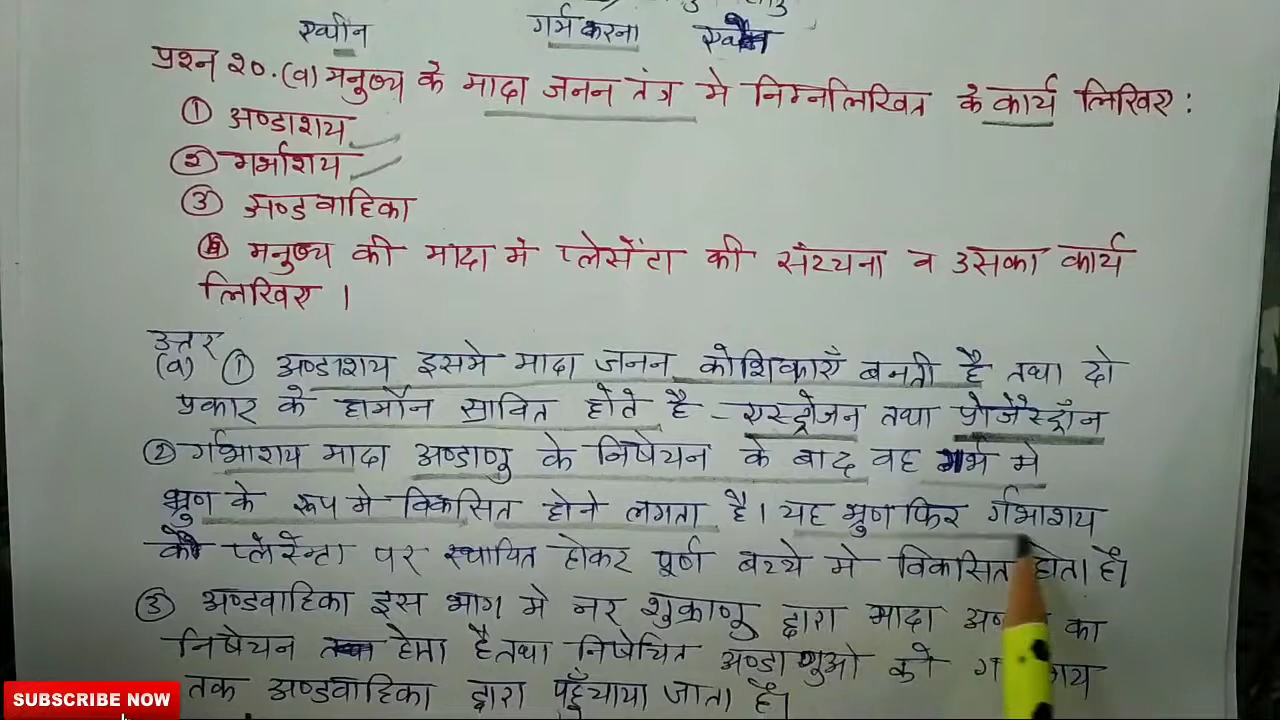 स्पीन गर्म करना
प्रश्न २०. (a) मनुष्य के मादा जनन तंत्र मे निम्नलिखित के कार्य लिखिए :
① अण्डाशय
② गर्भाशय
③ अण्डवाहिका
मनुष्य की मादा मे प्लेसेंटा की संरचना व उसका कार्य
लिखिए ।
उत्तर
(a) ① अण्डाशय इसमे मादा जनन कोशिकाएँ बनती है तथा दो
प्रकार के हार्मोन स्रावित होते है - एस्ट्रोजन तथा प्रोजेस्ट्रॉन
② गर्भाशय मादा अण्डाणु के निषेचन के बाद वह गर्भ मे
भ्रुण के रूप मे विकसित होने लगता है। यह भ्रुण फिर गर्भाशय
के प्लेसेन्टा पर स्थापित होकर पूर्ण बच्चे मे विकसित होता है।
③ अण्डवाहिका इस भाग मे नर शुक्राणु द्वारा मादा का
निषेचन होता है तथा निषेचित अण्डाणुओ को
तक अण्डवाहिका द्वारा पहुँचाया जाता है।
SUBSCRIBE NOW